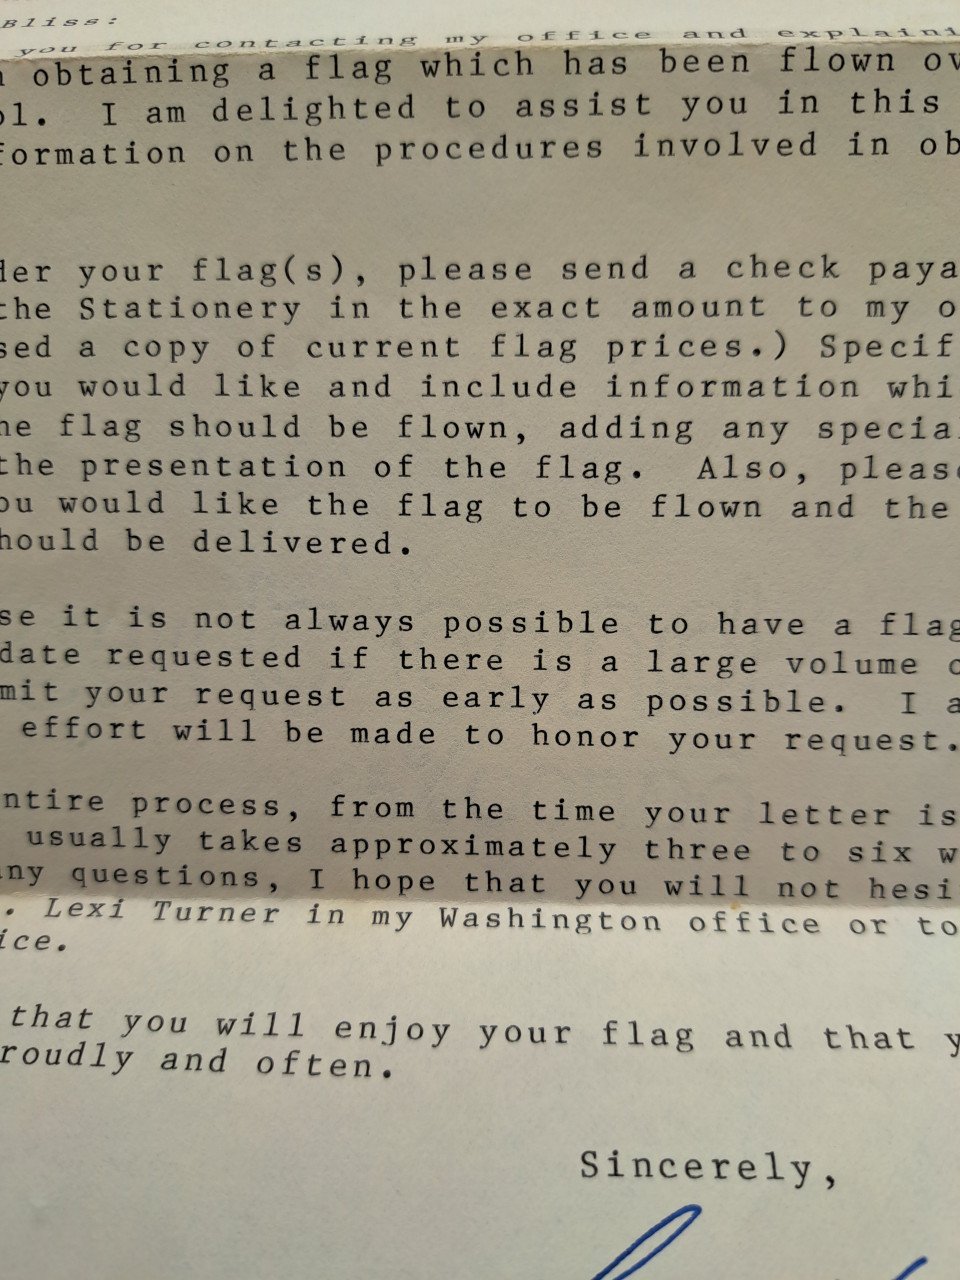 Bliss:
you for contacting my office and explaini
n obtaining a flag which has been flown ov
ol. I am delighted to assist you in this
formation on the procedures involved in ob
der your flag(s), please send a check paya
the Stationery in the exact amount to my o
sed a copy of current flag prices.) Specif
you would like and include information whi
he flag should be flown, adding any special
the presentation of the flag. Also, please
ou would like the flag to be flown and the
hould be delivered.
se it is not always possible to have a flag
date requested if there is a large volume o
mit your request as early as possible. I a
effort will be made to honor your request.
ntire process, from the time your letter is
usually takes approximately three to six w
ny questions, I hope that you will not hesi
. Lexi Turner in my Washington office or to
ice.
that you will enjoy your flag and that y
roudly and often.
Sincerely,